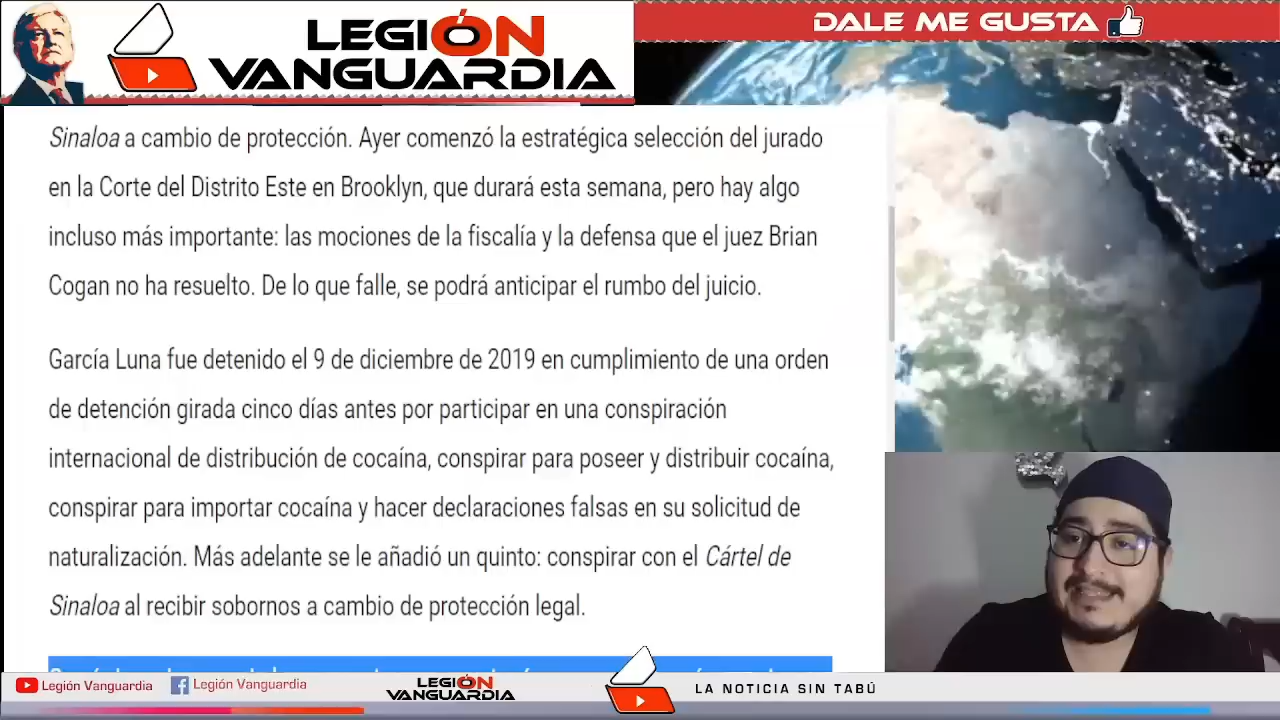 LEGIÓN
VANGUARDIA
DALE ME GUSTA
Sinaloa a cambio de protección. Ayer comenzó la estratégica selección del jurado
en la Corte del Distrito Este en Brooklyn, que durará esta semana, pero hay algo
incluso más importante: las mociones de la fiscalía y la defensa que el juez Brian
Cogan no ha resuelto. De lo que falle, se podrá anticipar el rumbo del juicio.
García Luna fue detenido el 9 de diciembre de 2019 en cumplimiento de una orden
de detención girada cinco días antes por participar en una conspiración
internacional de distribución de cocaína, conspirar para poseer y distribuir cocaína,
conspirar para importar cocaína y hacer declaraciones falsas en su solicitud de
naturalización. Más adelante se le añadió un quinto: conspirar con el Cártel de
Sinaloa al recibir sobornos a cambio de protección legal.
Legión Vanguardia
Legión Vanguardia
LEGIÓN
VANGUARDIA
LA NOTICIA SIN TABÚ